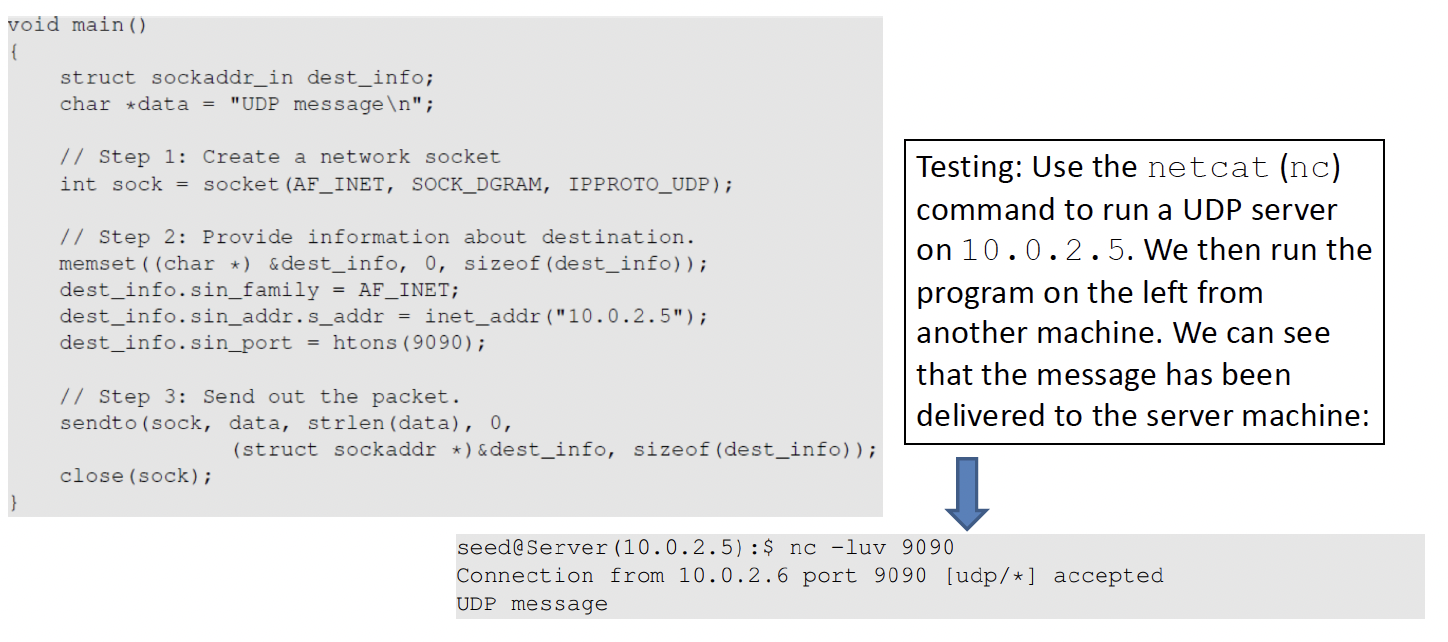 void main()
{
    struct sockaddr_in dest_info;
    char *data = "UDP message\n";

    // Step 1: Create a network socket
    int sock = socket(AF_INET, SOCK_DGRAM, IPPROTO_UDP);

    // Step 2: Provide information about destination.
    memset((char *) &dest_info, 0, sizeof(dest_info));
    dest_info.sin_family = AF_INET;
    dest_info.sin_addr.s_addr = inet_addr("10.0.2.5");
    dest_info.sin_port = htons(9090);

    // Step 3: Send out the packet.
    sendto(sock, data, strlen(data), 0,
             (struct sockaddr *)&dest_info, sizeof(dest_info));
    close(sock);
}
Testing: Use the netcat (nc)
command to run a UDP server
on 10.0.2.5. We then run the
program on the left from
another machine. We can see
that the message has been
delivered to the server machine:
seed@Server(10.0.2.5):$ nc -luv 9090
Connection from 10.0.2.6 port 9090 [udp/*] accepted
UDP message